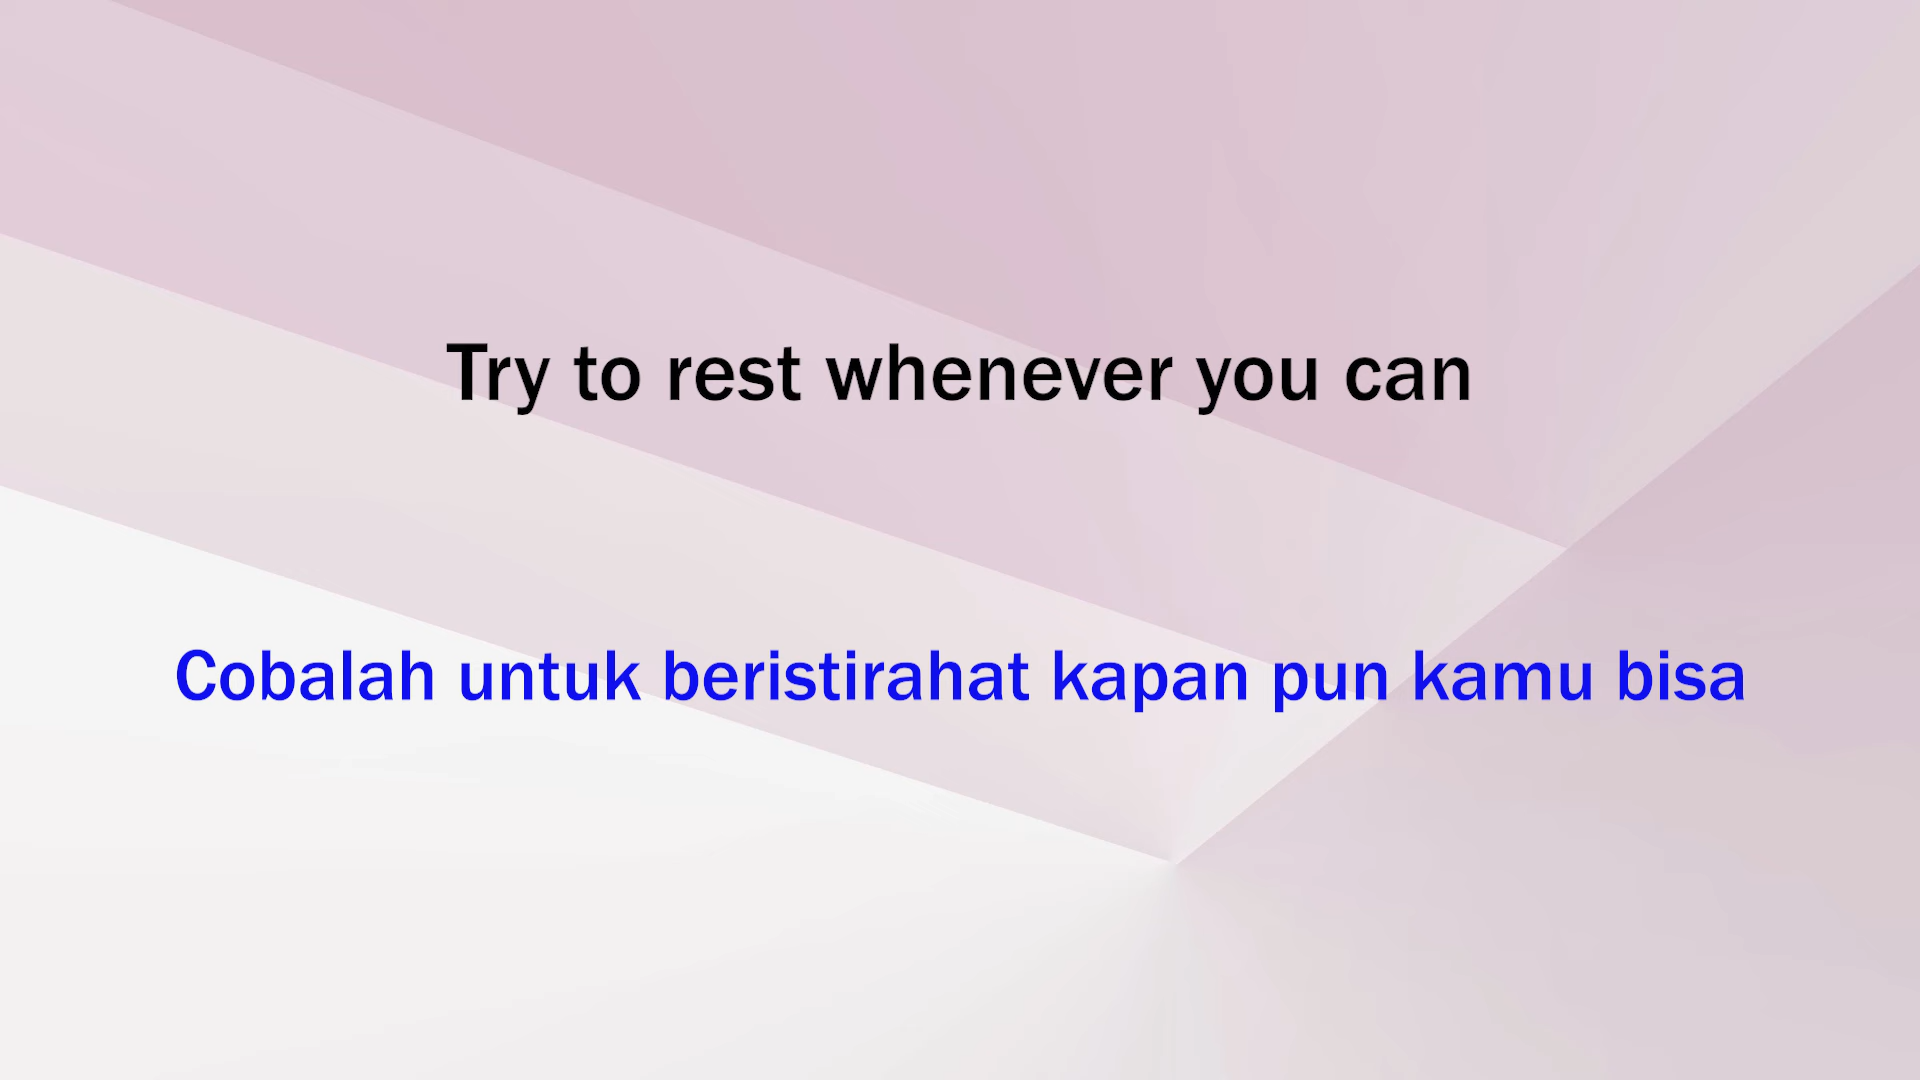 Try to rest whenever you can
Cobalah untuk beristirahat kapan pun kamu bisa